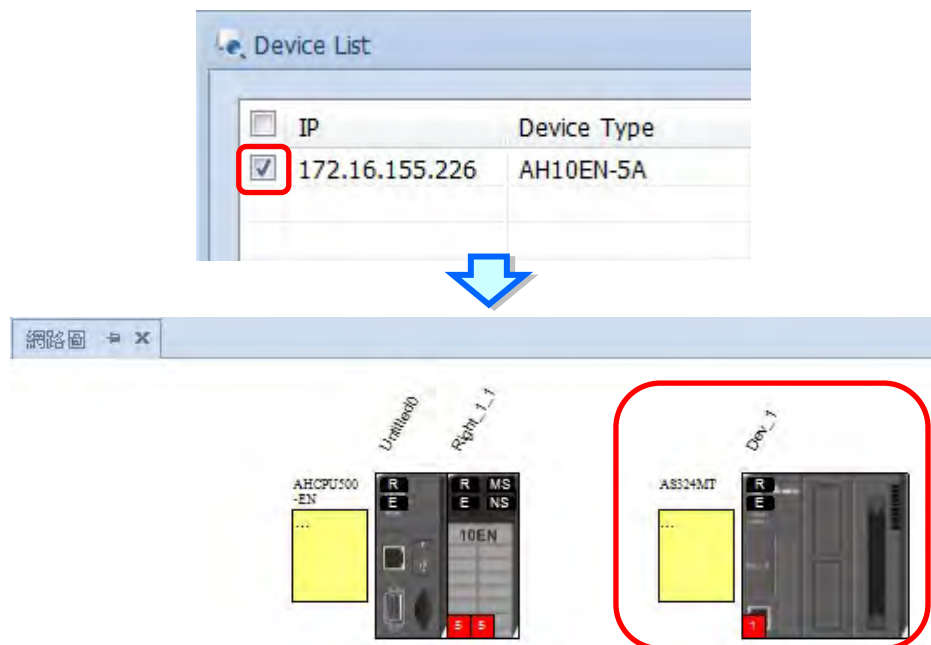 Device List
IP Device Type
172.16.155.226 AH10EN-5A
網路圖
Untitled0 Right_1_1 Dev_1
AHCPU500
-EN
...
R
E
R MS
E NS
10EN
5 5
AS324MT
...
R
E
1